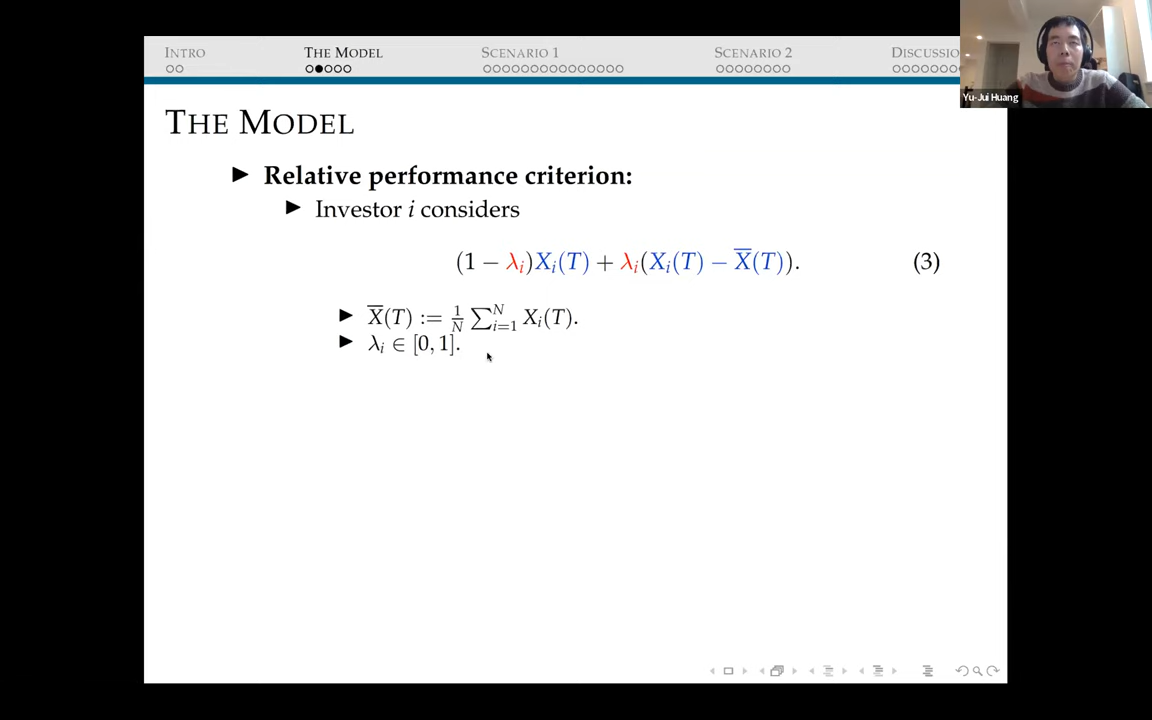 INTRO THE MODEL SCENARIO 1 SCENARIO 2 DISCUSSIO
Yu-Jui Huang
THE MODEL
► Relative performance criterion:
► Investor i considers
(1 − λᵢ)Xᵢ(T) + λᵢ(Xᵢ(T) − X̅(T)). (3)
► X̅(T) := 1/N ∑ᵢ₌₁ᴺ Xᵢ(T).
► λᵢ ∈ [0, 1].